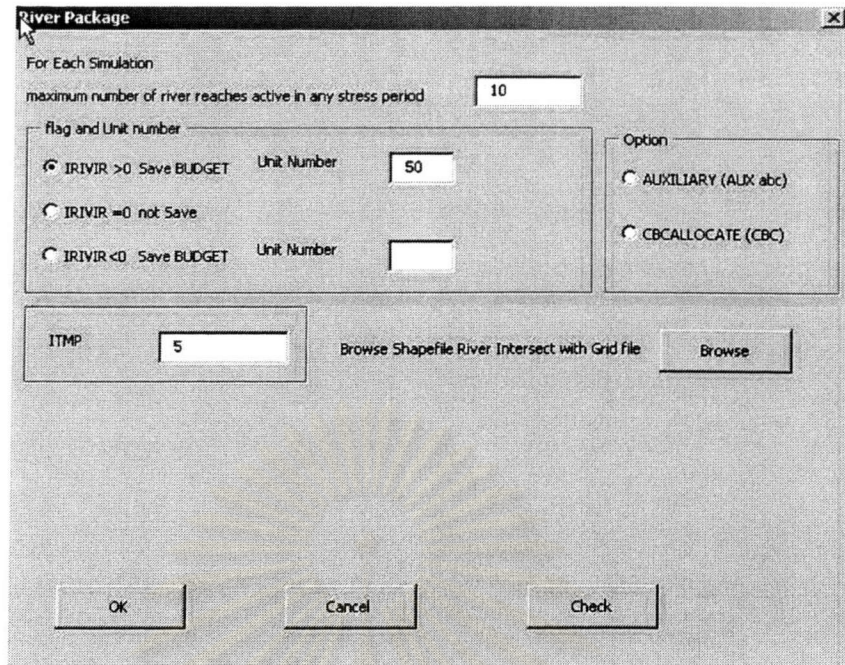 River Package
For Each Simulation
maximum number of river reaches active in any stress period 10
flag and Unit number
IRIVIR >0 Save BUDGET Unit Number 50
IRIVIR =0 not Save
IRIVIR<0 Save BUDGET Unit Number
Option
AUXILIARY (AUX abc)
CBCALLOCATE (CBC)
ITMP 5
Browse Shapefile River Intersect with Grid file Browse
OK Cancel Check